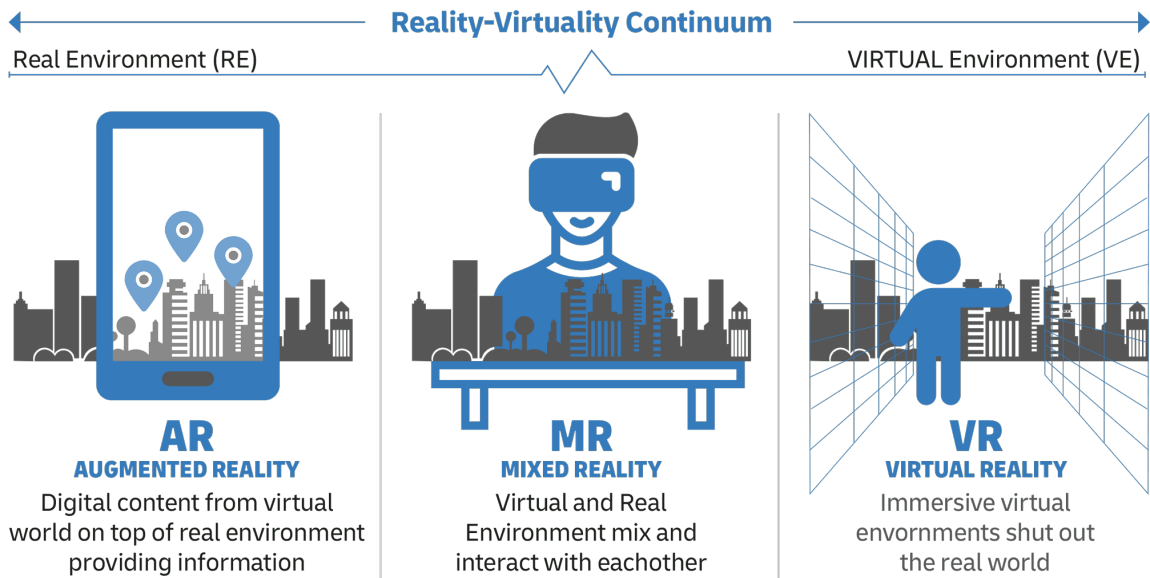 Reality-Virtuality Continuum
Real Environment (RE)
VIRTUAL Environment (VE)
AR
AUGMENTED REALITY
Digital content from virtual
world on top of real environment
providing information
MR
MIXED REALITY
Virtual and Real
Environment mix and
interact with eachother
VR
VIRTUAL REALITY
Immersive virtual
envornments shut out
the real world